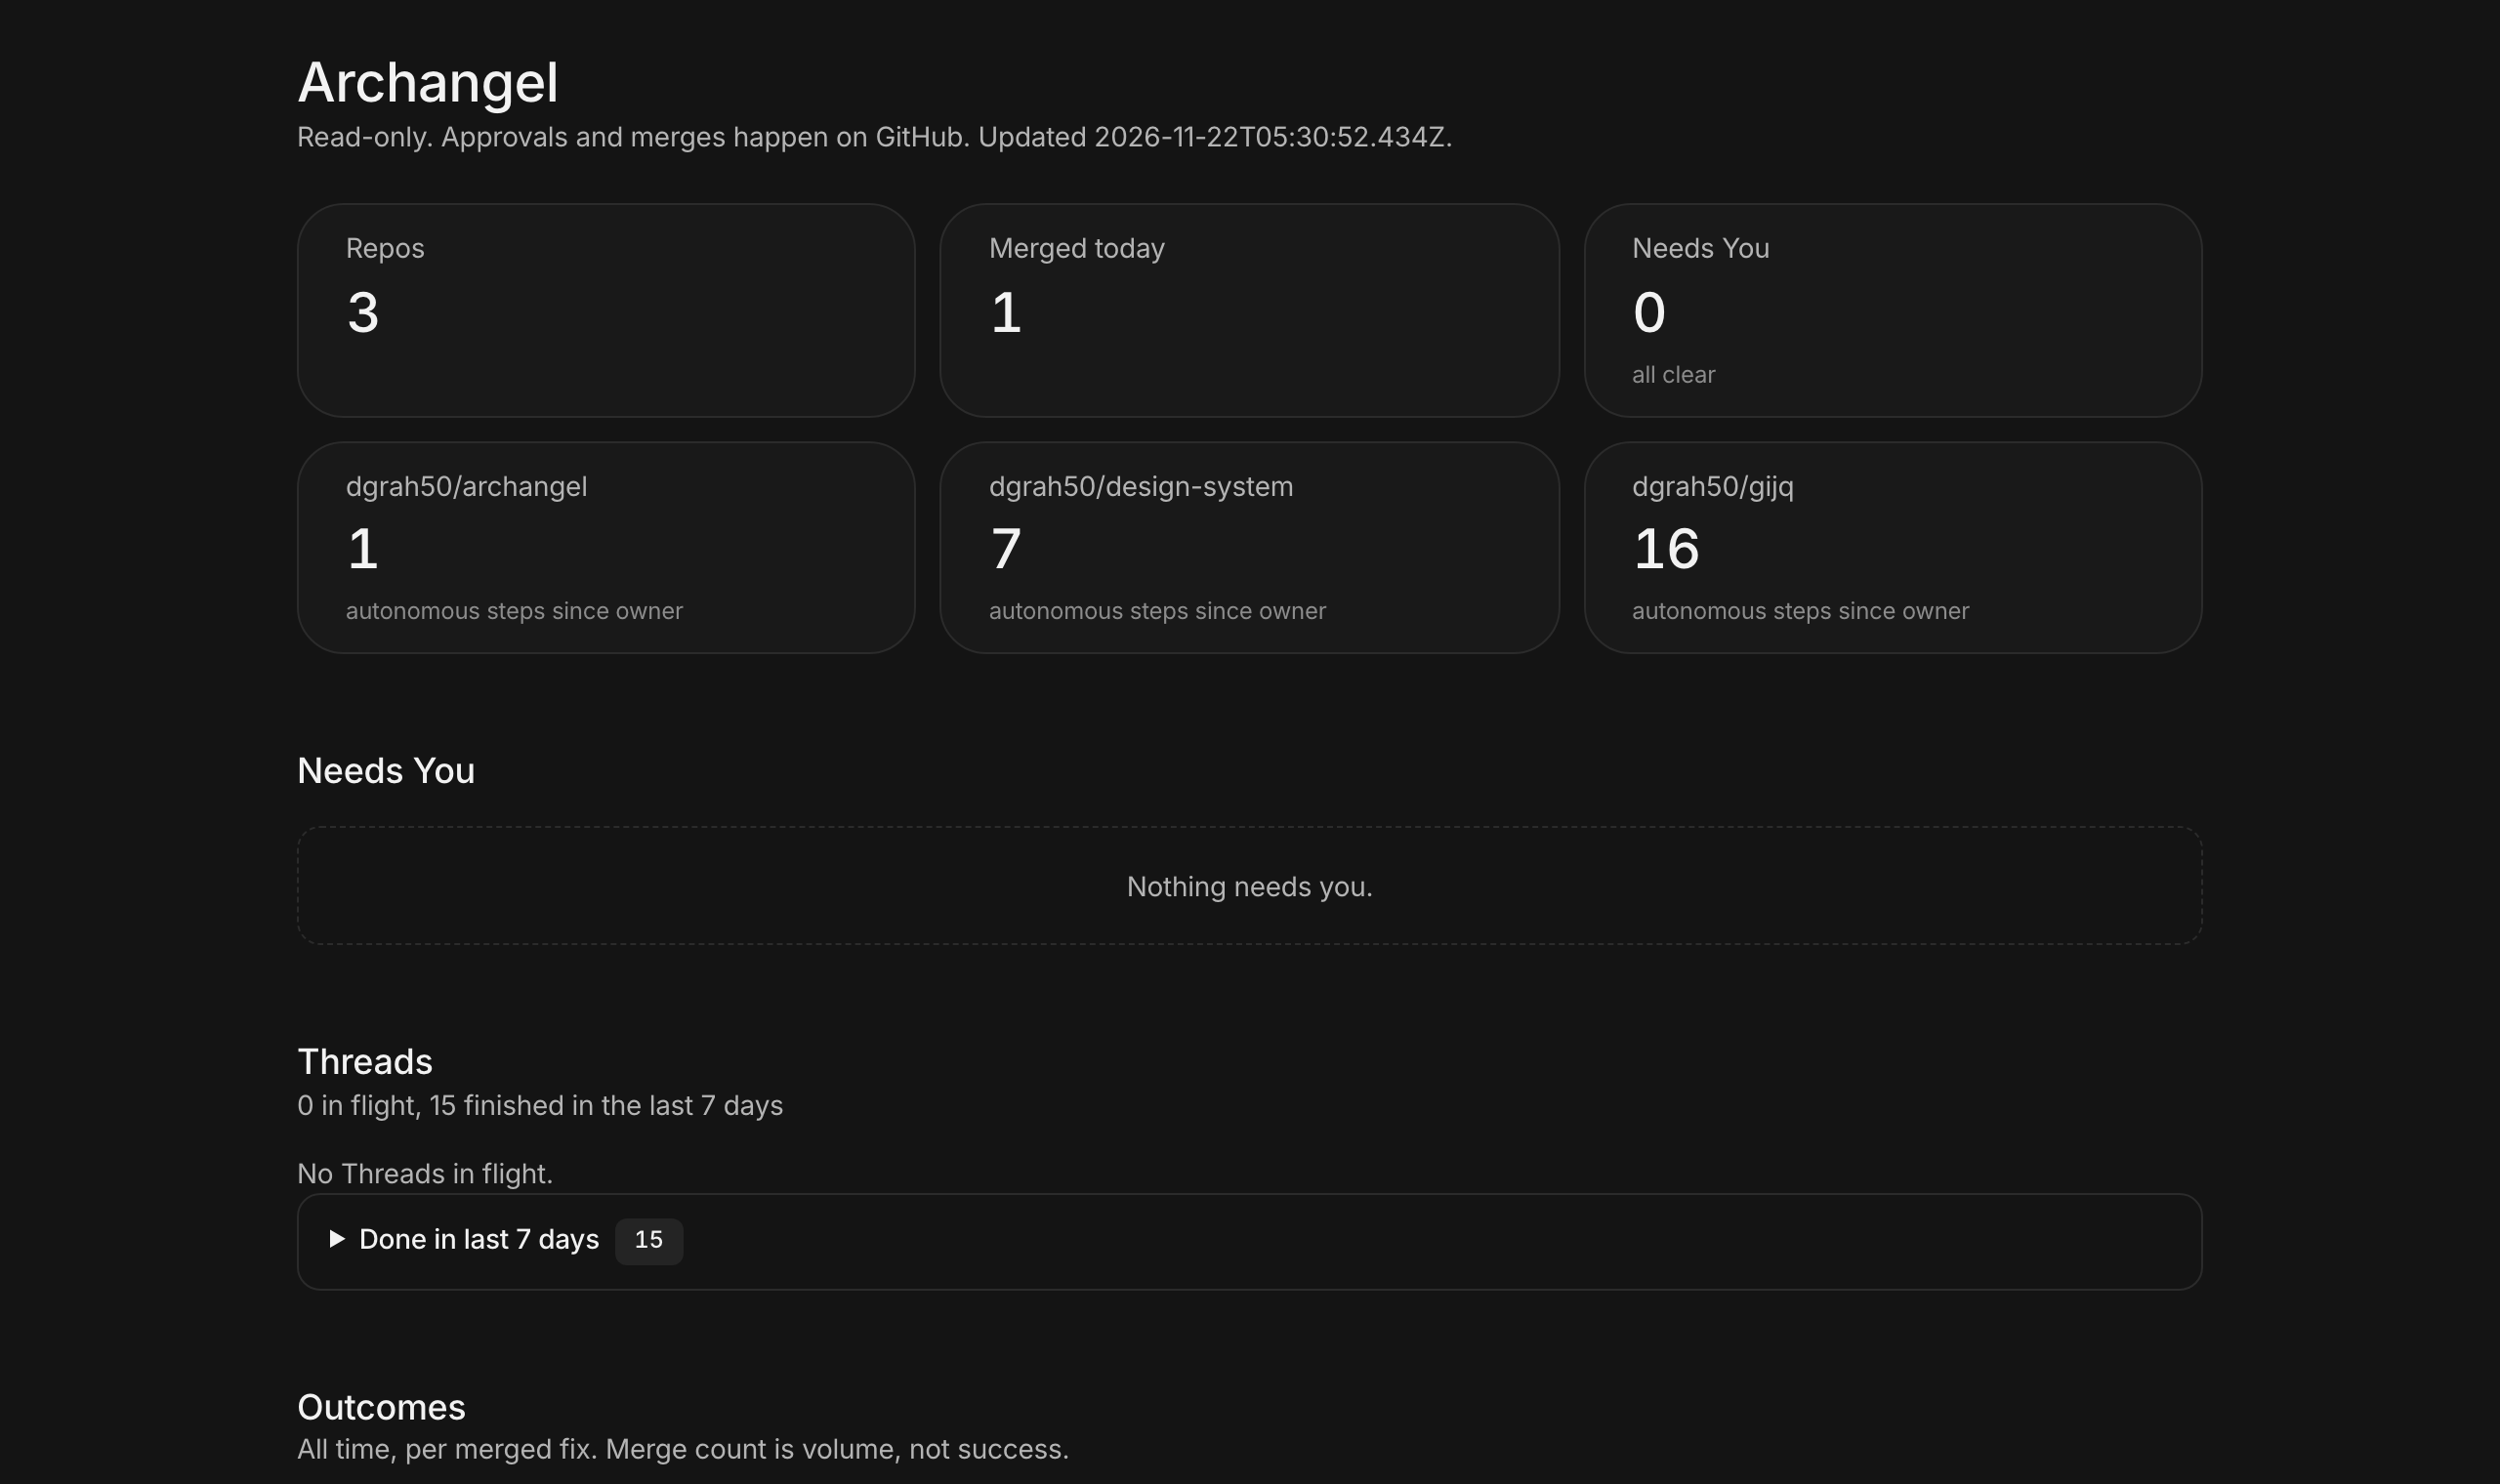 Archangel
Read-only. Approvals and merges happen on GitHub. Updated 2026-11-22T05:30:52.434Z.
Repos
3
Merged today
1
Needs You
0
all clear
dgrah50/archangel
1
autonomous steps since owner
dgrah50/design-system
7
autonomous steps since owner
dgrah50/gijq
16
autonomous steps since owner
Needs You
Nothing needs you.
Threads
0 in flight, 15 finished in the last 7 days
No Threads in flight.
Done in last 7 days 15
Outcomes
All time, per merged fix. Merge count is volume, not success.